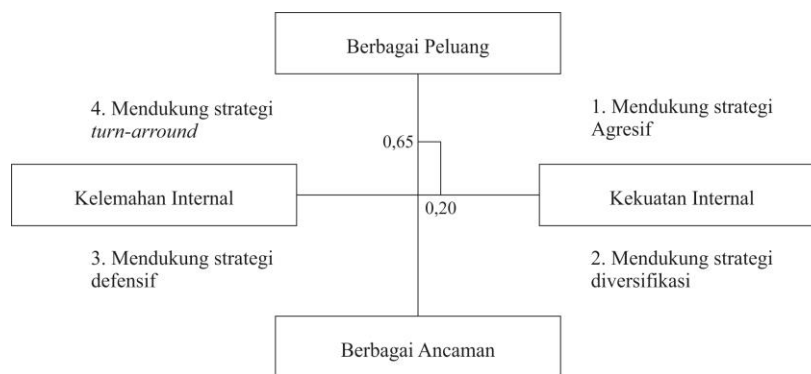 Berbagai Peluang
4. Mendukung strategi
turn-arround
1. Mendukung strategi
Agresif
0,65
Kelemahan Internal
0,20
Kekuatan Internal
3. Mendukung strategi
defensif
2. Mendukung strategi
diversifikasi
Berbagai Ancaman